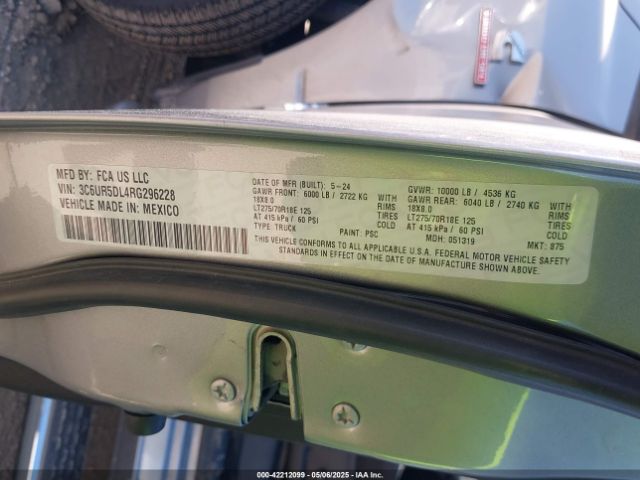 MFD BY: FCA US LLC
VIN: 3C6UR5DL4RG296228
VEHICLE MADE IN: MEXICO
DATE OF MFR (BUILT): 5-24
GAWR FRONT: 6000 LB / 2722 KG
WITH
18X8.0 RIMS
LT275/70R18E 125 TIRES
AT 415 kPa / 60 PSI COLD
TYPE: TRUCK PAINT: PSC
GVWR: 10000 LB / 4536 KG
GAWR REAR: 6040 LB / 2740 KG
WITH
18X8.0 RIMS
LT275/70R18E 125 TIRES
AT 415 kPa / 60 PSI COLD
MDH: 051319 MKT: 875
THIS VEHICLE CONFORMS TO ALL APPLICABLE U.S.A. FEDERAL MOTOR VEHICLE SAFETY
STANDARDS IN EFFECT ON THE DATE OF MANUFACTURE SHOWN ABOVE.
000-42212099 - 05/06/2025 - IAAI.COM